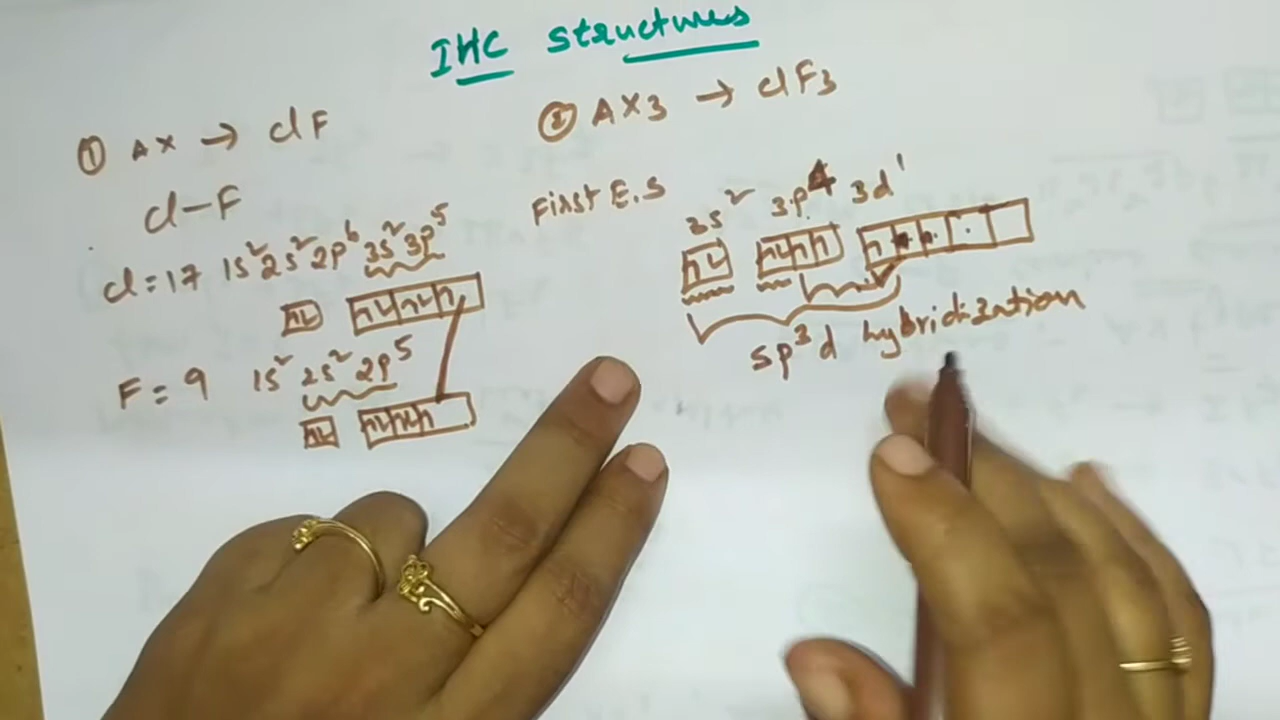 IHC structures
① AX → ClF
Cl-F
Cl = 17 1s² 2s² 2p⁶ 3s² 3p⁵
F = 9 1s² 2s² 2p⁵
② AX3 → ClF3
First E.S
3s² 3p⁴ 3d¹
sp³d hybridization